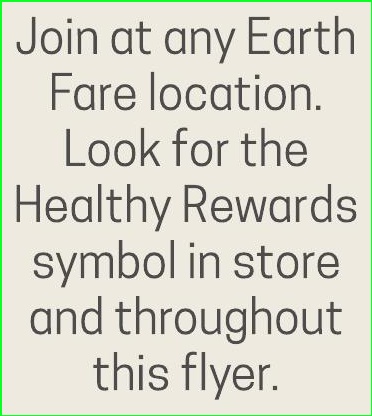 Join at any Earth
Fare location.
Look for the
Healthy Rewards
symbol in store
and throughout
this flyer.